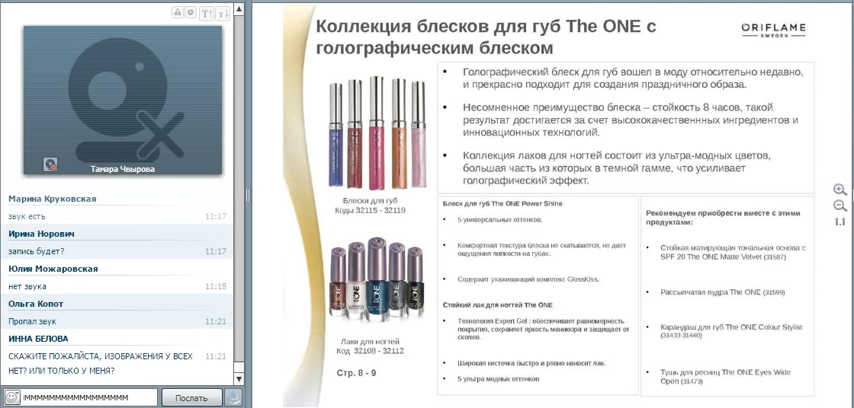 Тамара Чвырова
Марина Круковская
звук есть 11:17
Ирина Норович
запись будет? 11:17
Юлия Можаровская
нет звука 11:18
Ольга Копот
Пропал звук 11:21
ИННА БЕЛОВА
СКАЖИТЕ ПОЖАЛЙСТА, ИЗОБРАЖЕНИЯ У ВСЕХ 11:21
НЕТ? ИЛИ ТОЛЬКО У МЕНЯ?
Послать
Коллекция блесков для губ The ONE с
голографическим блеском
ORIFLAME
SWEDEN
• Голографический блеск для губ вошел в моду относительно недавно,
и прекрасно подходит для создания праздничного образа.
• Несомненное преимущество блеска – стойкость 8 часов, такой
результат достигается за счет высококачественнных ингредиентов и
инновационных технологий.
• Коллекция лаков для ногтей состоит из ультра-модных цветов,
большая часть из которых в темной гамме, что усиливает
голографический эффект.
Блески для губ
Коды 32115 - 32119
Лаки для ногтей
Код 32108 - 32112
Стр. 8 - 9
Блеск для губ The ONE Power Shine
• 5 универсальных оттенков.
• Комфортная текстура блеска не скатывается, не дает
ощущения липкости на губах.
• Содержит ухаживающий комплекс GlossKiss.
Стойкий лак для ногтей The ONE
• Технология Expert Gel : обеспечивает равномерность
покрытия, сохраняет яркость маникюра и защищает от
сколов.
• Широкая кисточка быстро и ровно наносит лак.
• 5 ультра модных оттенков
Рекомендуем приобрести вместе с этими
продуктами:
• Стойкая матирующая тональная основа с
SPF 20 The ONE Matte Velvet (31587)
• Рассыпчатая пудра The ONE (31599)
• Карандаш для губ The ONE Colour Stylist
(31433-31440)
• Тушь для ресниц The ONE Eyes Wide
Open (31473)
1:1